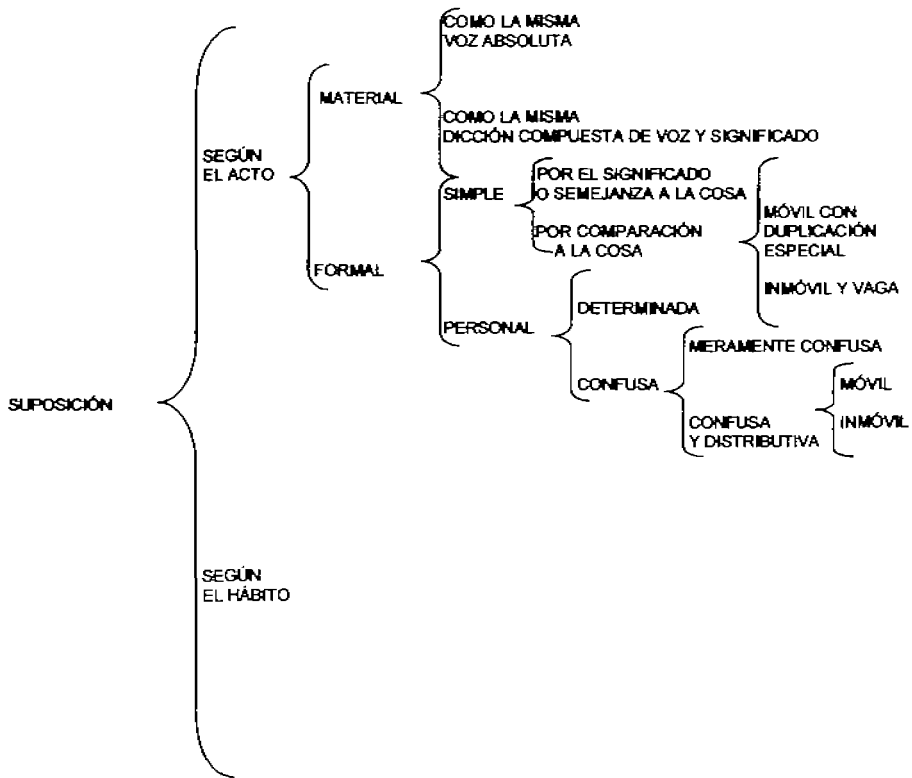 COMO LA MISMA
VOZ ABSOLUTA
MATERIAL
COMO LA MISMA
DICCIÓN COMPUESTA DE VOZ Y SIGNIFICADO
SEGÚN
EL ACTO
SIMPLE
POR EL SIGNIFICADO
O SEMEJANZA A LA COSA
POR COMPARACIÓN
A LA COSA
MÓVIL CON
DUPLICACIÓN
ESPECIAL
INMÓVIL Y VAGA
FORMAL
PERSONAL
DETERMINADA
CONFUSA
MERAMENTE CONFUSA
CONFUSA
Y DISTRIBUTIVA
MÓVIL
INMÓVIL
SUPOSICIÓN
SEGÚN
EL HÁBITO